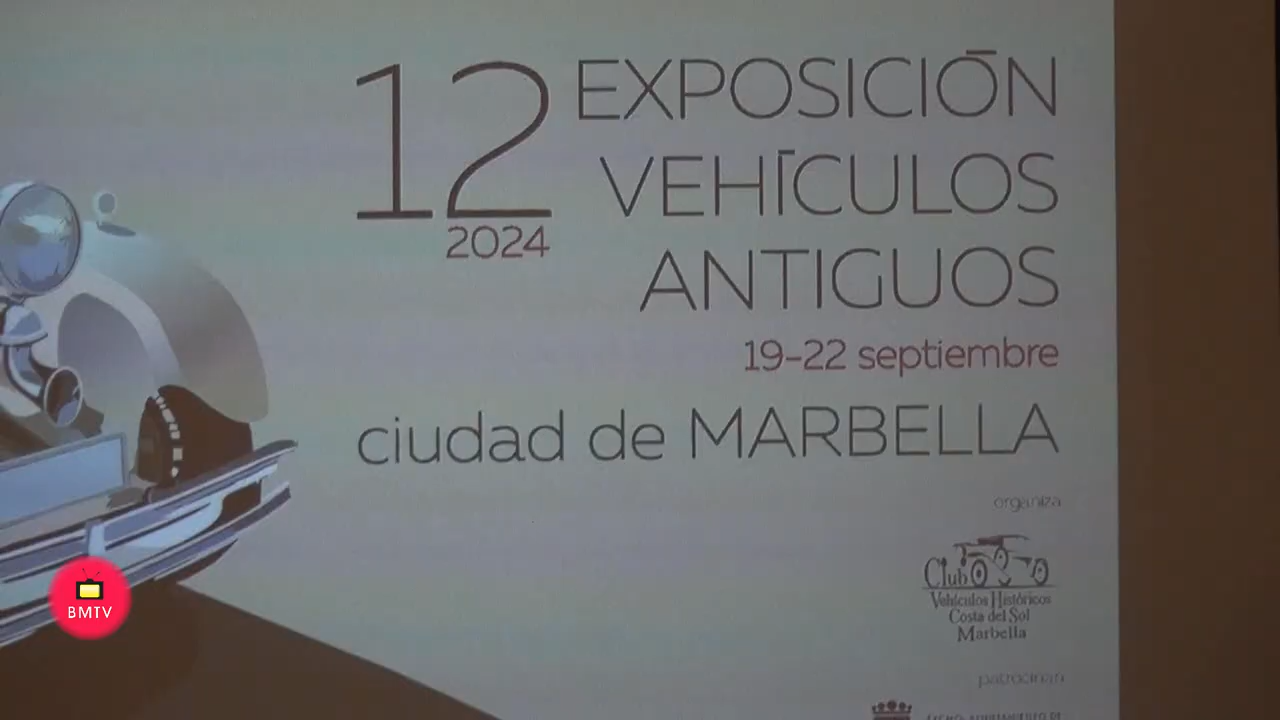 12 EXPOSICIÓN
VEHÍCULOS
2024
ANTIGUOS
19-22 septiembre
ciudad de MARBELLA
organiza
Club
Vehículos Históricos
Costa del Sol
Marbella
patrocinan
BMTV